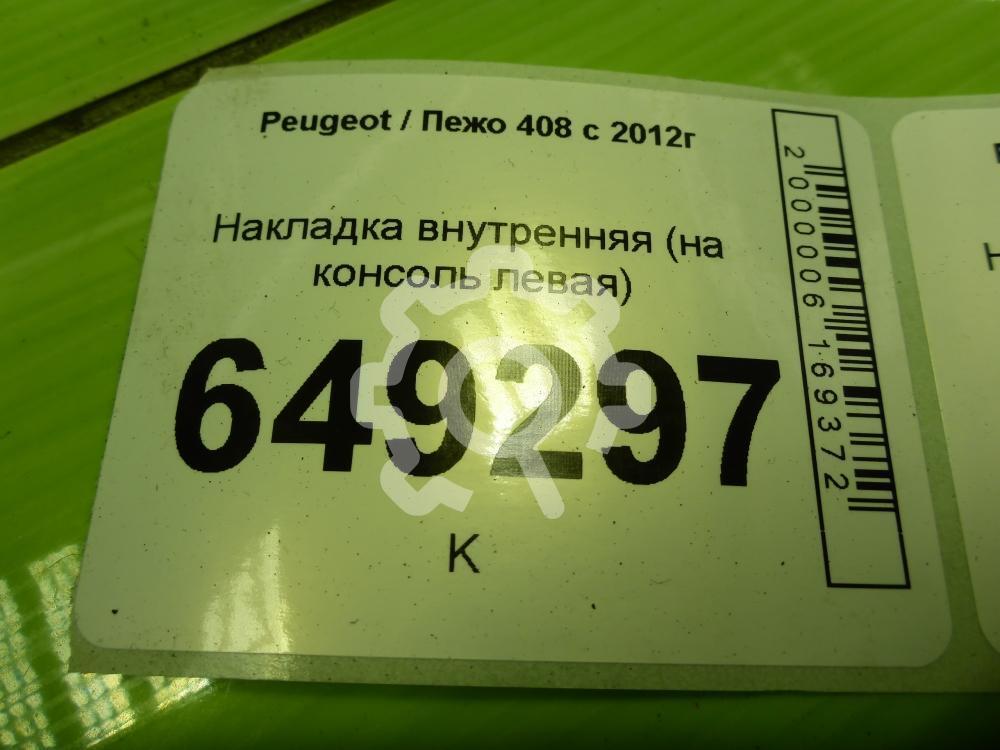 Peugeot / Пежо 408 с 2012г
Накладка внутренняя (на
консоль левая)
649297
К
2000006169372
Н